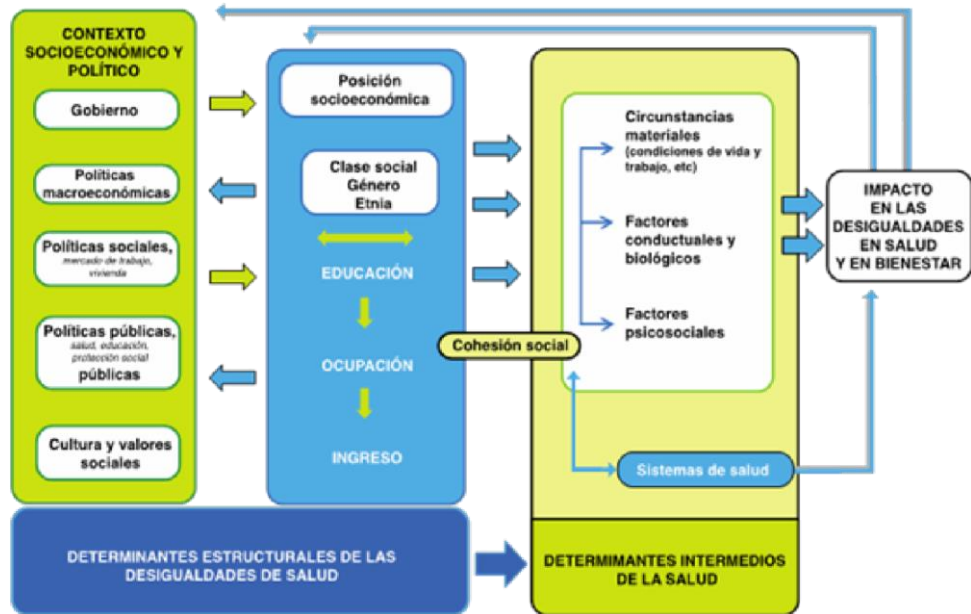 CONTEXTO
SOCIOECONÓMICO Y
POLÍTICO
Gobierno
Políticas
macroeconómicas
Políticas sociales,
mercado de trabajo,
vivienda
Políticas públicas,
salud, educación,
protección social
públicas
Cultura y valores
sociales
Posición
socioeconómica
Clase social
Género
Etnia
EDUCACIÓN
OCUPACIÓN
INGRESO
Cohesión social
Circunstancias
materiales
(condiciones de vida y
trabajo, etc)
Factores
conductuales y
biológicos
Factores
psicosociales
Sistemas de salud
IMPACTO
EN LAS
DESIGUALDADES
EN SALUD
Y EN BIENESTAR
DETERMINANTES ESTRUCTURALES DE LAS
DESIGUALDADES DE SALUD
DETERMIMANTES INTERMEDIOS
DE LA SALUD